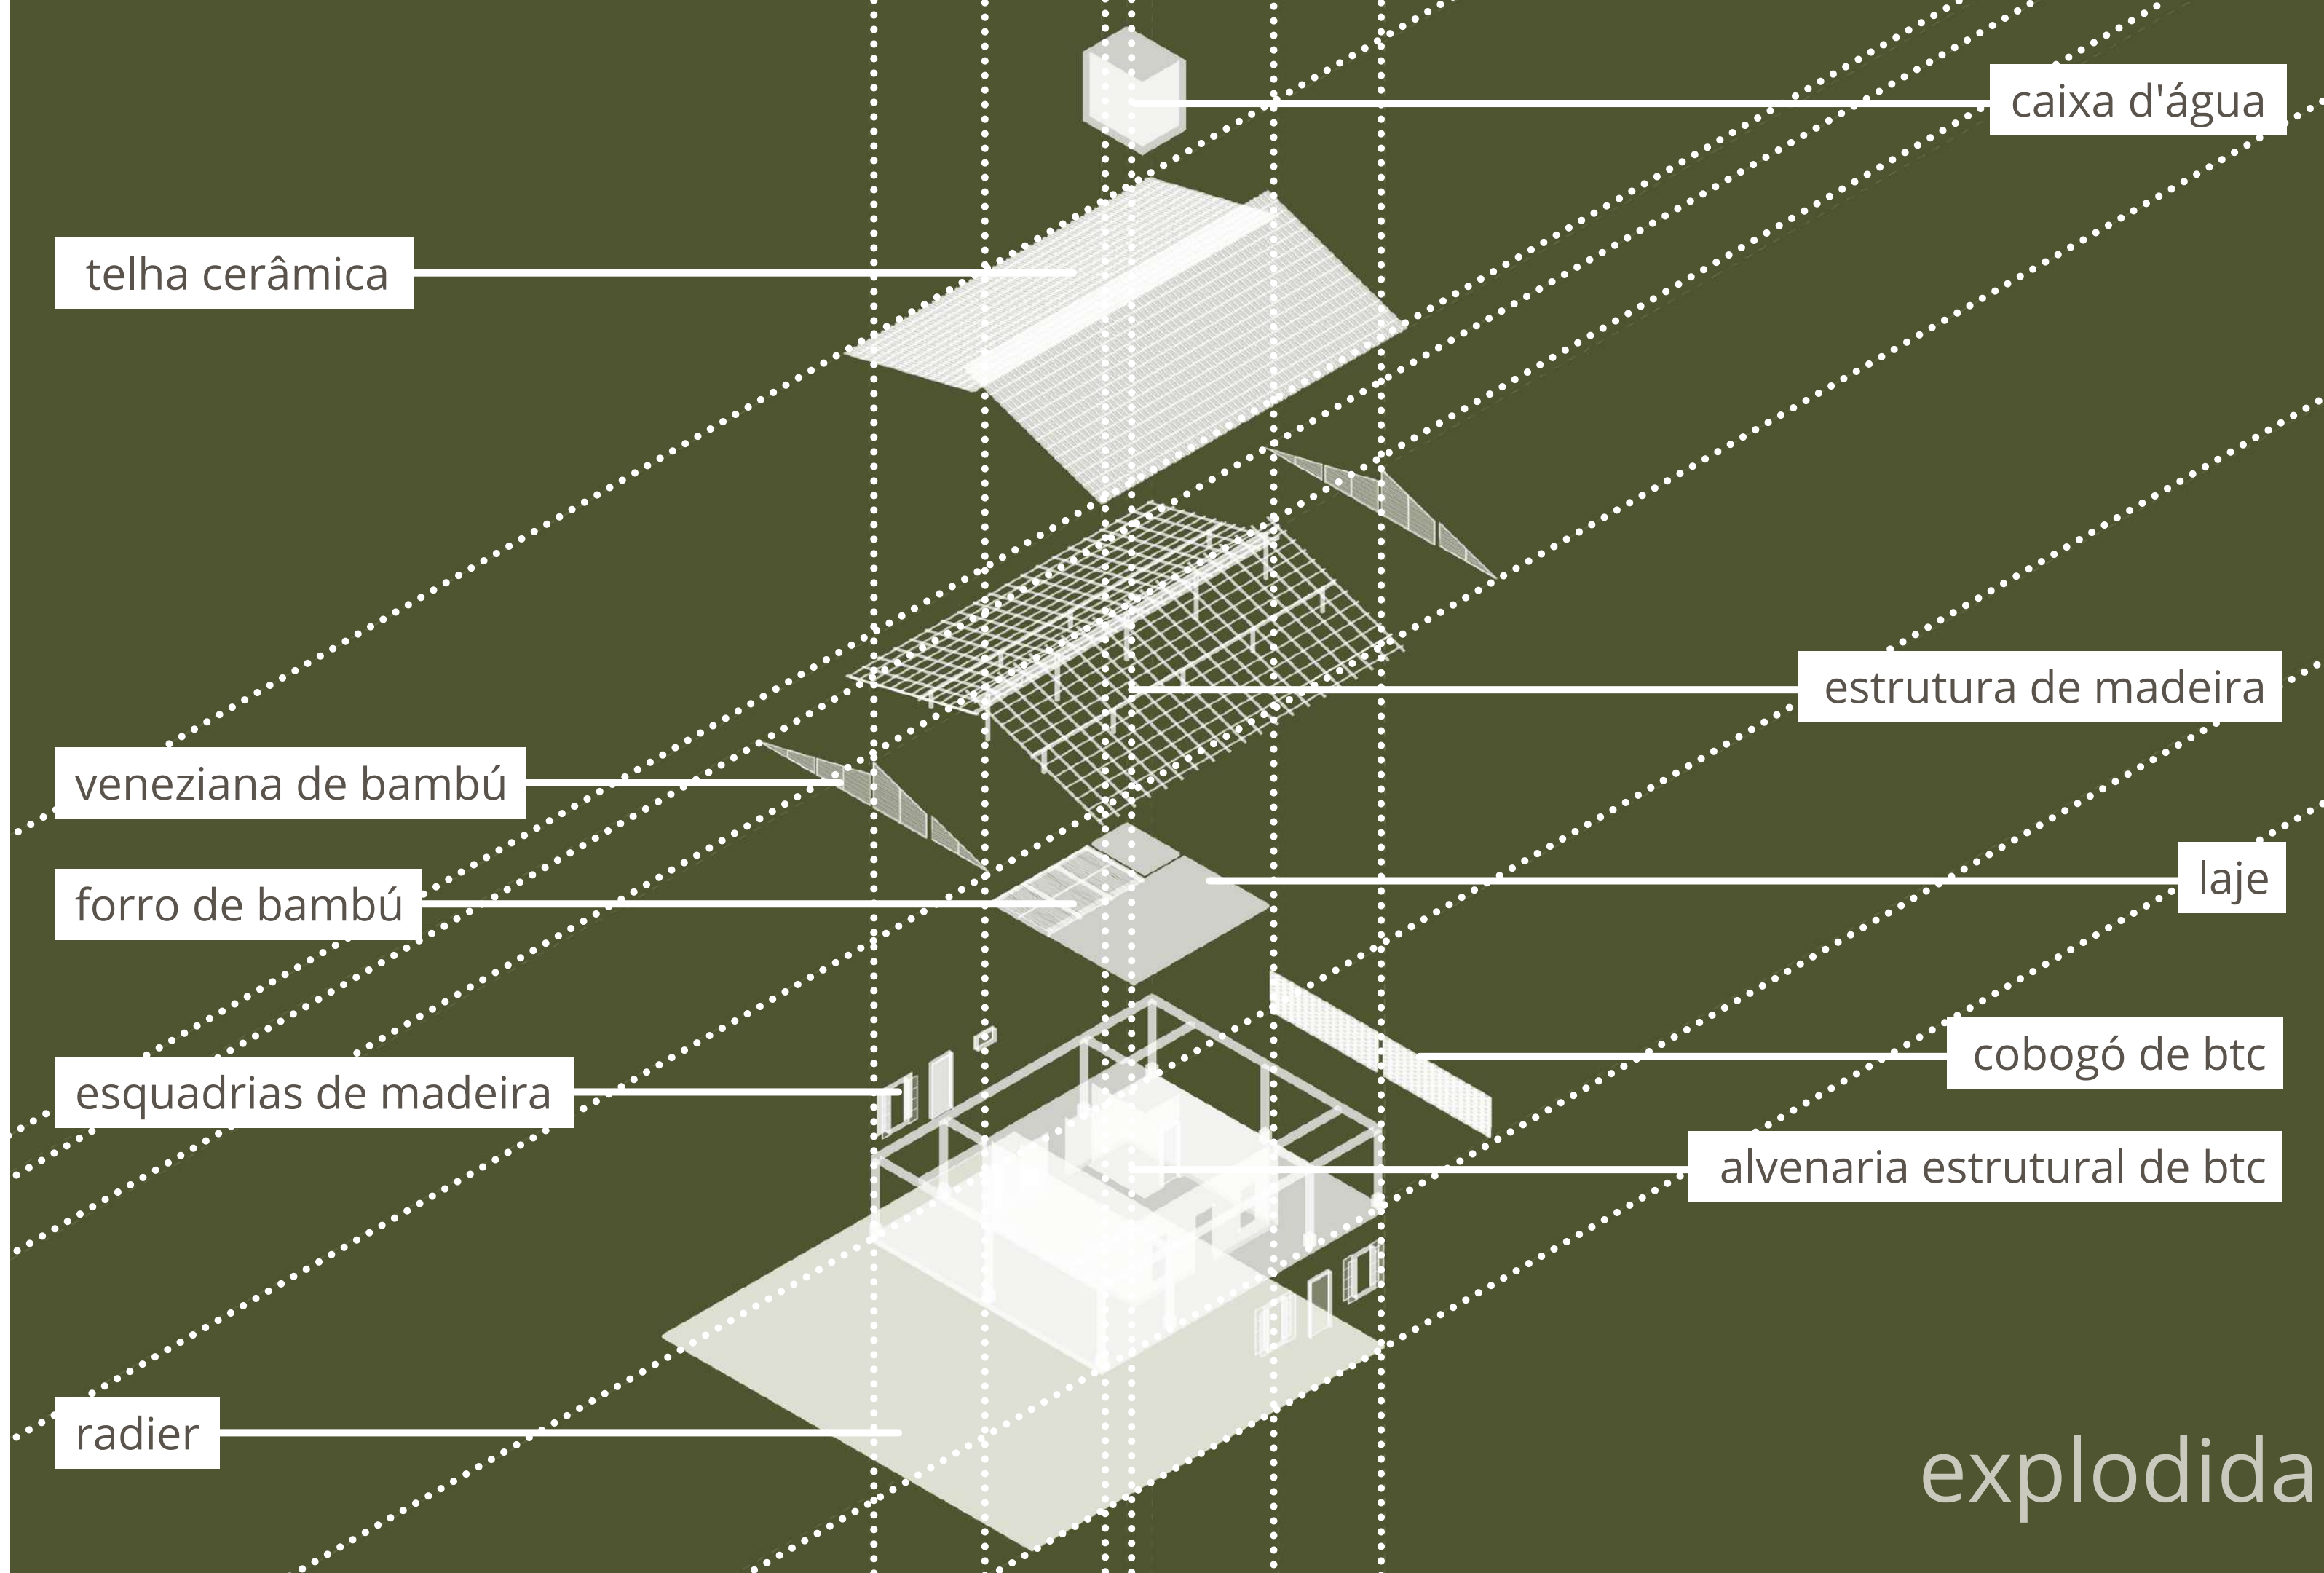 caixa d'água
telha cerâmica
estrutura de madeira
veneziana de bambú
laje
forro de bambú
cobogó de btc
esquadrias de madeira
alvenaria estrutural de btc
radier
explodida